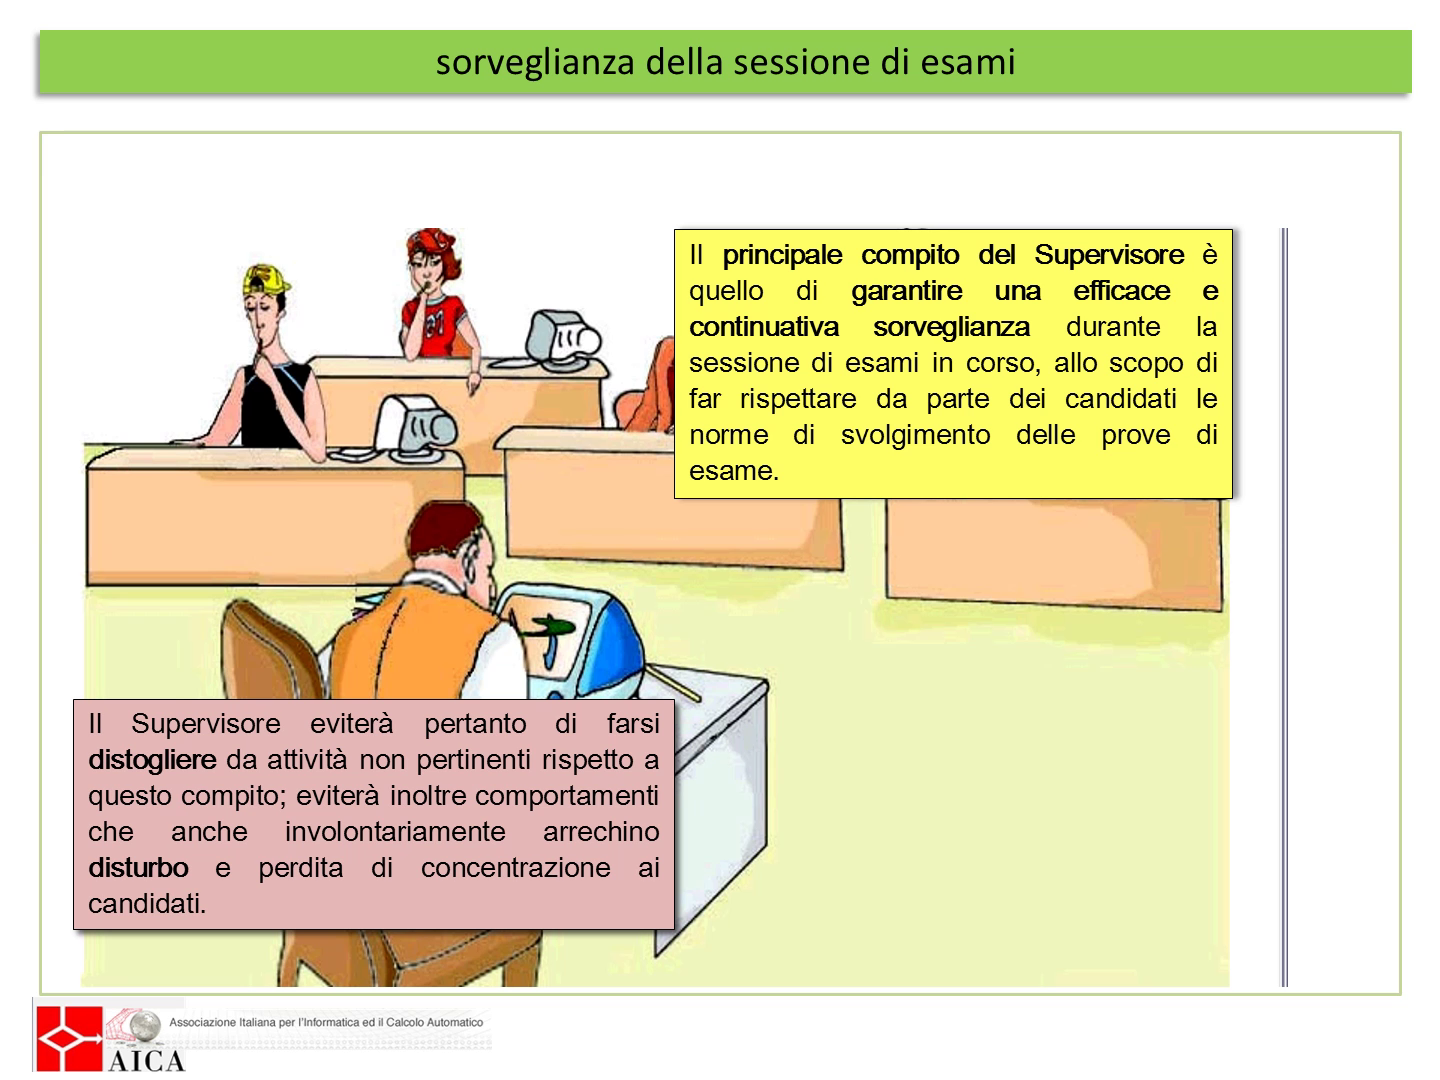 sorveglianza della sessione di esami
Il principale compito del Supervisore è
quello di garantire una efficace e
continuativa sorveglianza durante la
sessione di esami in corso, allo scopo di
far rispettare da parte dei candidati le
norme di svolgimento delle prove di
esame.
Il Supervisore eviterà pertanto di farsi
distogliere da attività non pertinenti rispetto a
questo compito; eviterà inoltre comportamenti
che anche involontariamente arrechino
disturbo e perdita di concentrazione ai
candidati.
Associazione Italiana per l'Informatica ed il Calcolo Automatico
AICA